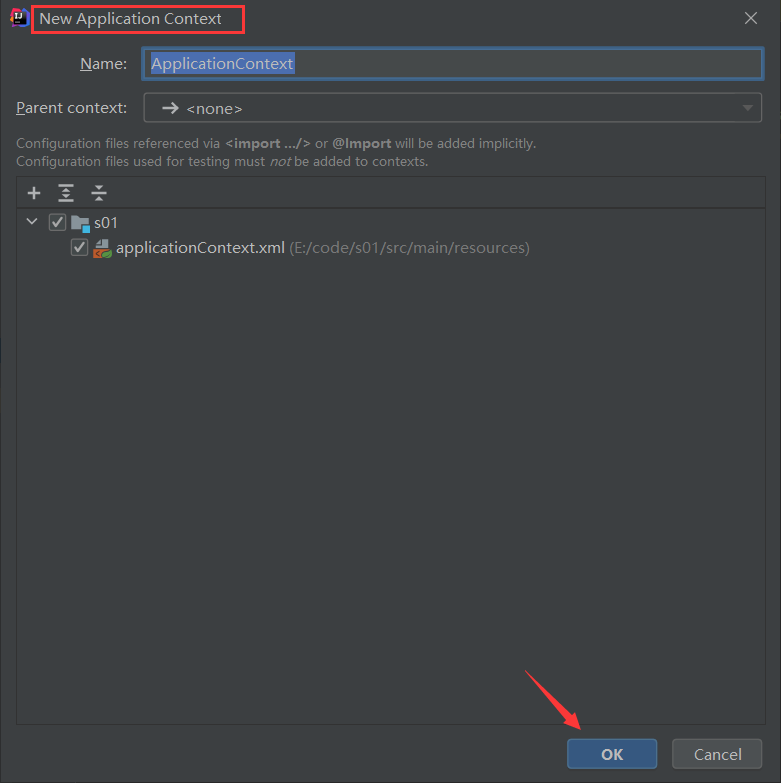 New Application Context
Name: ApplicationContext
Parent context: <none>
Configuration files referenced via <import .../> or @Import will be added implicitly.
Configuration files used for testing must not be added to contexts.
s01
applicationContext.xml (E:/code/s01/src/main/resources)
OK Cancel